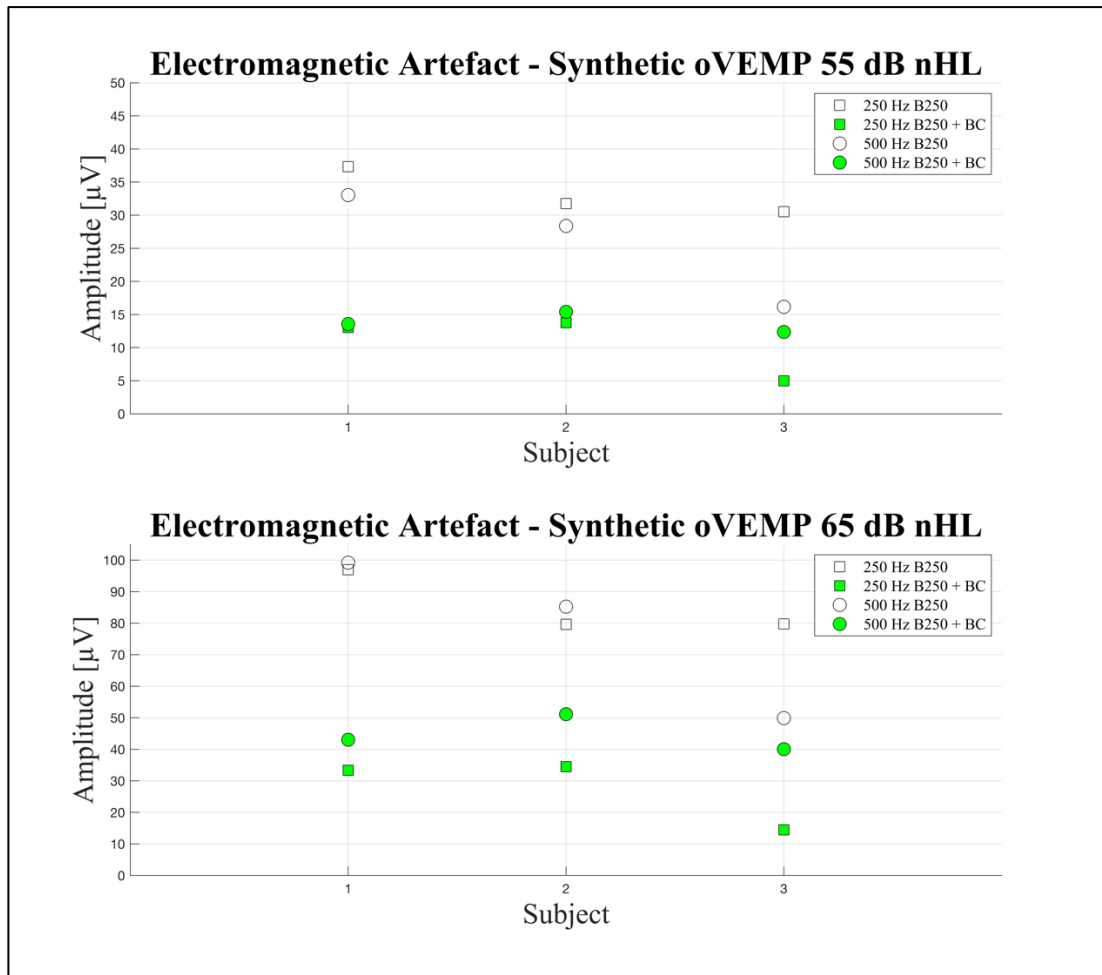 Electromagnetic Artefact - Synthetic oVEMP 55 dB nHL
50
45
40
35
30
25
20
15
10
5
0
Amplitude [µV]
250 Hz B250
250 Hz B250 + BC
500 Hz B250
500 Hz B250 + BC
1
2
3
Subject
Electromagnetic Artefact - Synthetic oVEMP 65 dB nHL
100
90
80
70
60
50
40
30
20
10
0
Amplitude [µV]
250 Hz B250
250 Hz B250 + BC
500 Hz B250
500 Hz B250 + BC
1
2
3
Subject